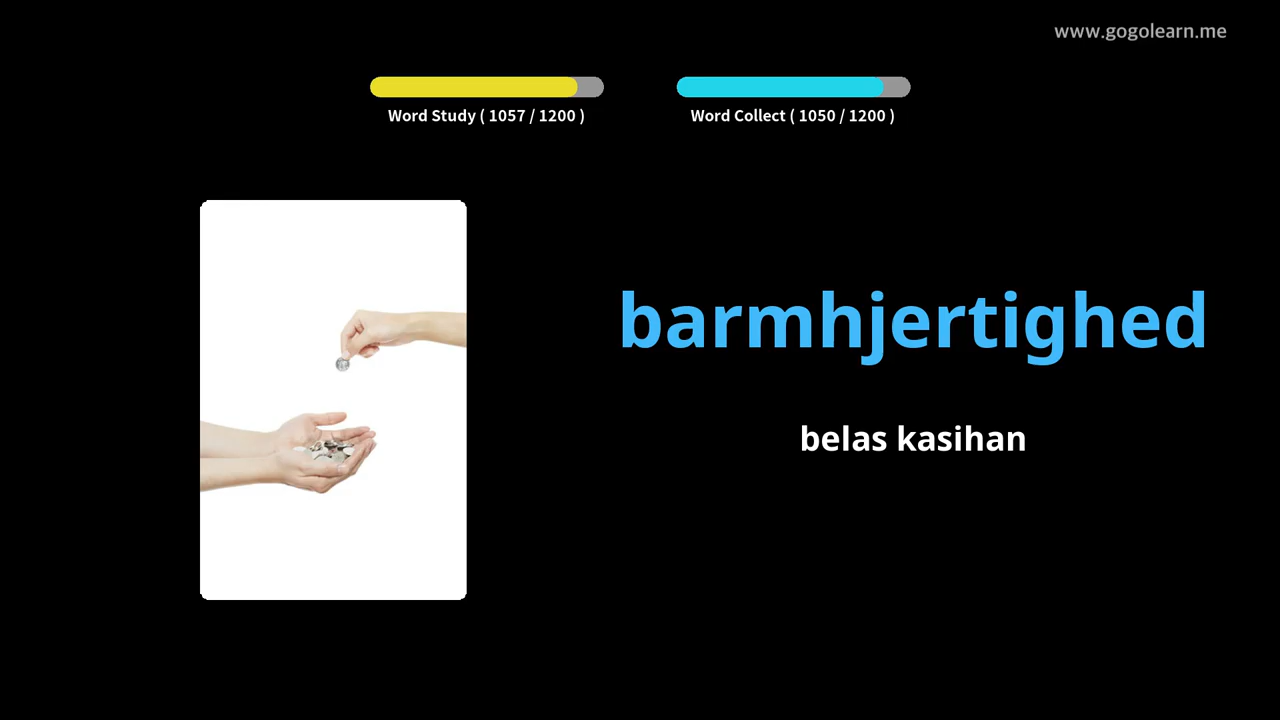 www.gogolearn.me
Word Study ( 1057 / 1200 )
Word Collect ( 1050 / 1200 )
barmhjertighed
belas kasihan